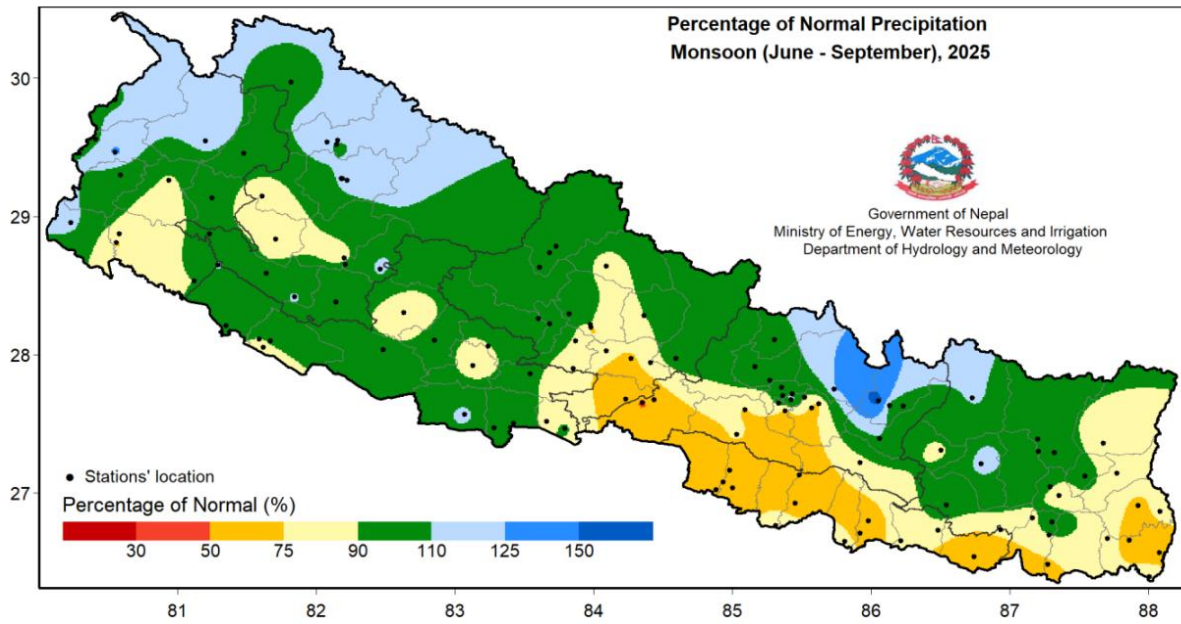 Percentage of Normal Precipitation
Monsoon (June - September), 2025
Government of Nepal
Ministry of Energy, Water Resources and Irrigation
Department of Hydrology and Meteorology
30
29
28
27
Stations' location
Percentage of Normal (%)
30 50 75 90 110 125 150
81 82 83 84 85 86 87 88